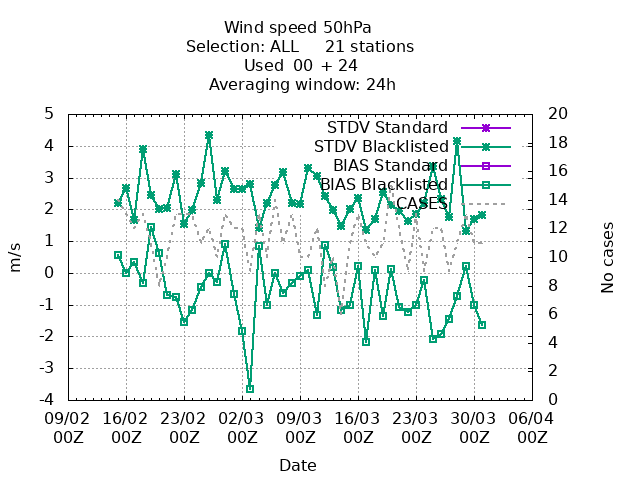 Wind speed 50hPa
Selection: ALL 21 stations
Used 00 + 24
Averaging window: 24h
5 20
4 18
3 16
2 14
1 12
0 10
-1 8
-2 6
-3 4
-4 2
0
STDV Standard
STDV Blacklisted
BIAS Standard
BIAS Blacklisted
CASES
m/s
No cases
09/02 16/02 23/02 02/03 09/03 16/03 23/03 30/03 06/04
00Z 00Z 00Z 00Z 00Z 00Z 00Z 00Z 00Z
Date